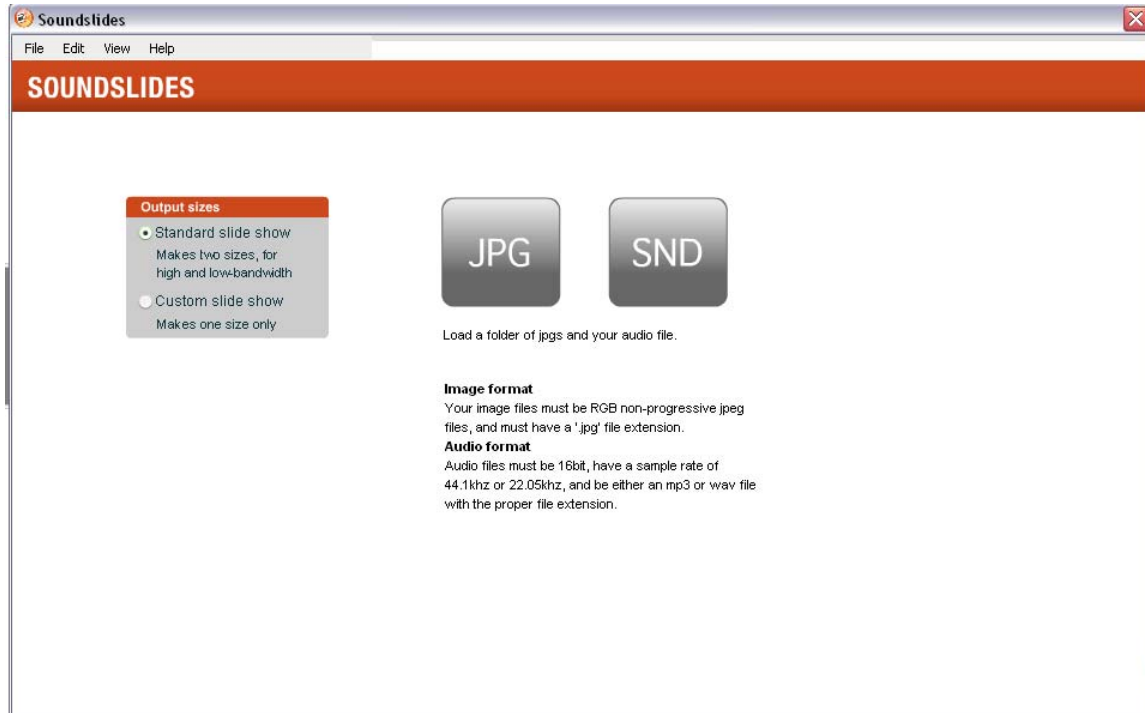 Soundslides
File Edit View Help
SOUNDSLIDES
Output sizes
Standard slide show
Makes two sizes, for
high and low-bandwidth
Custom slide show
Makes one size only
JPG SND
Load a folder of jpgs and your audio file.
Image format
Your image files must be RGB non-progressive jpeg
files, and must have a '.jpg' file extension.
Audio format
Audio files must be 16bit, have a sample rate of
44.1khz or 22.05khz, and be either an mp3 or wav file
with the proper file extension.